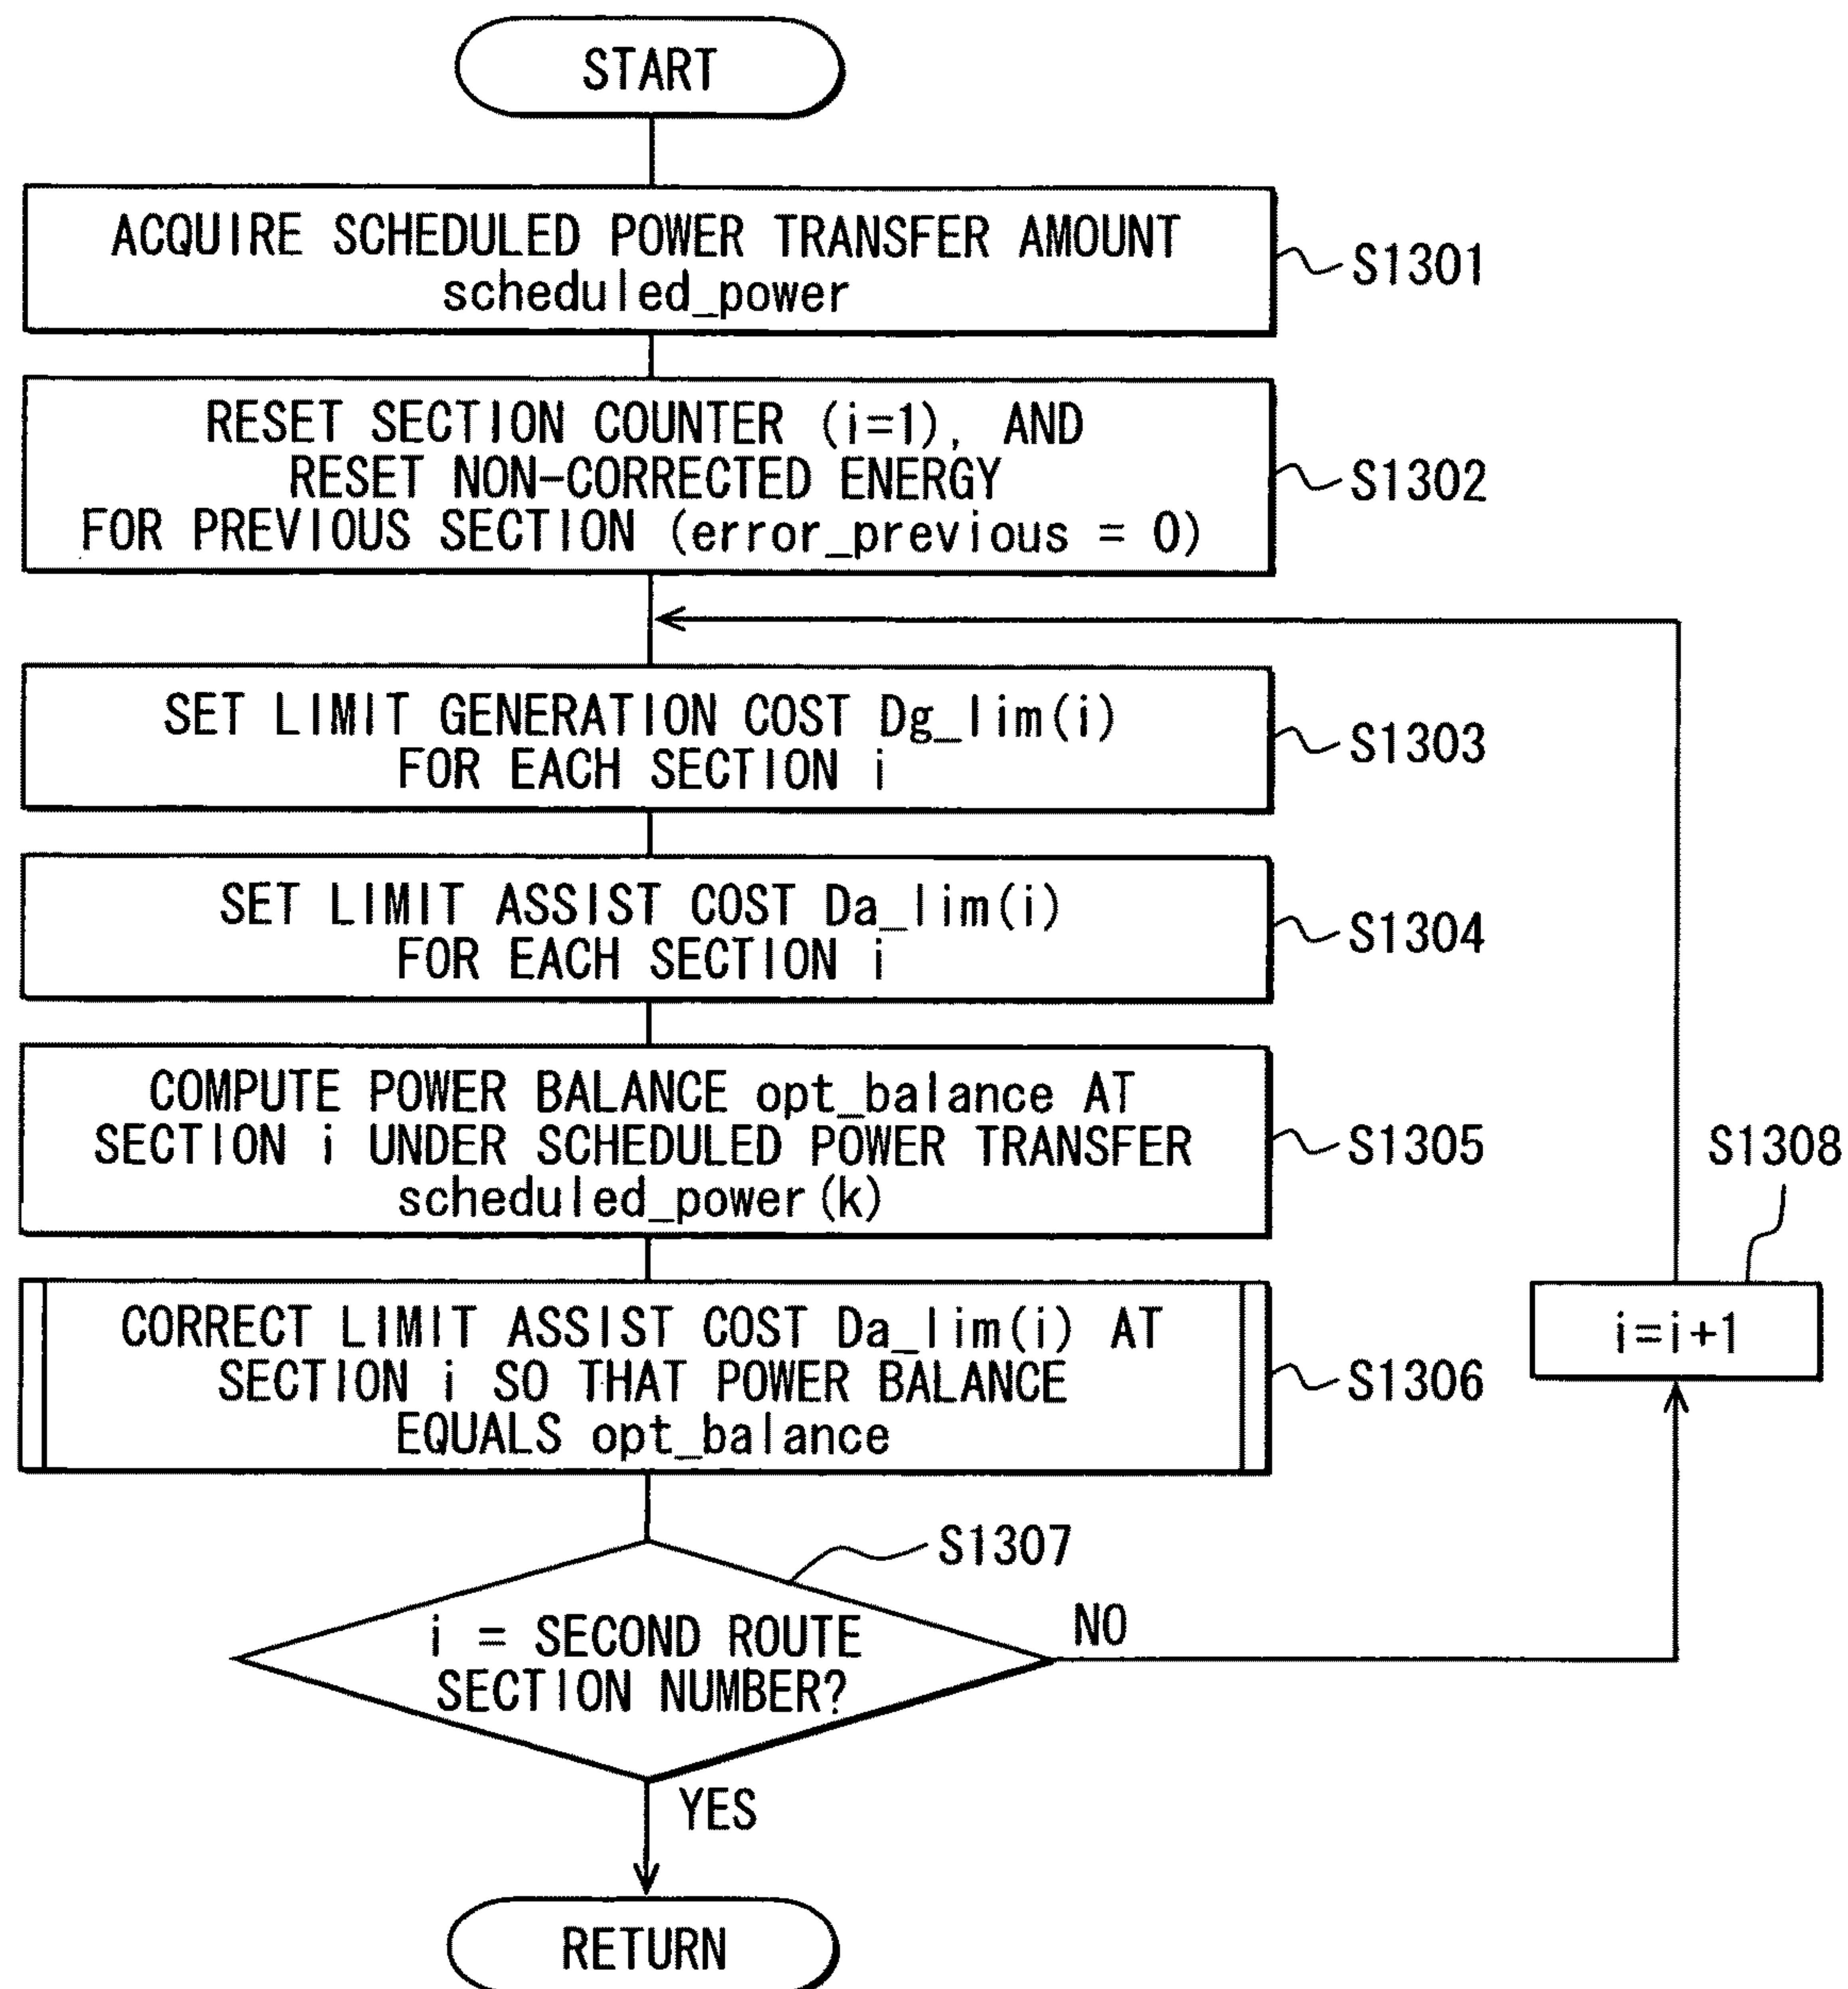 START
ACQUIRE SCHEDULED POWER TRANSFER AMOUNT
scheduled_power
S1301
RESET SECTION COUNTER (i=1), AND
RESET NON-CORRECTED ENERGY
FOR PREVIOUS SECTION (error_previous = 0)
S1302
SET LIMIT GENERATION COST Dg_lim(i)
FOR EACH SECTION i
S1303
SET LIMIT ASSIST COST Da_lim(i)
FOR EACH SECTION i
S1304
COMPUTE POWER BALANCE opt_balance AT
SECTION i UNDER SCHEDULED POWER TRANSFER
scheduled_power(k)
S1305
S1308
CORRECT LIMIT ASSIST COST Da_lim(i) AT
SECTION i SO THAT POWER BALANCE
EQUALS opt_balance
S1306
i=i+1
S1307
i = SECOND ROUTE
SECTION NUMBER?
NO
YES
RETURN